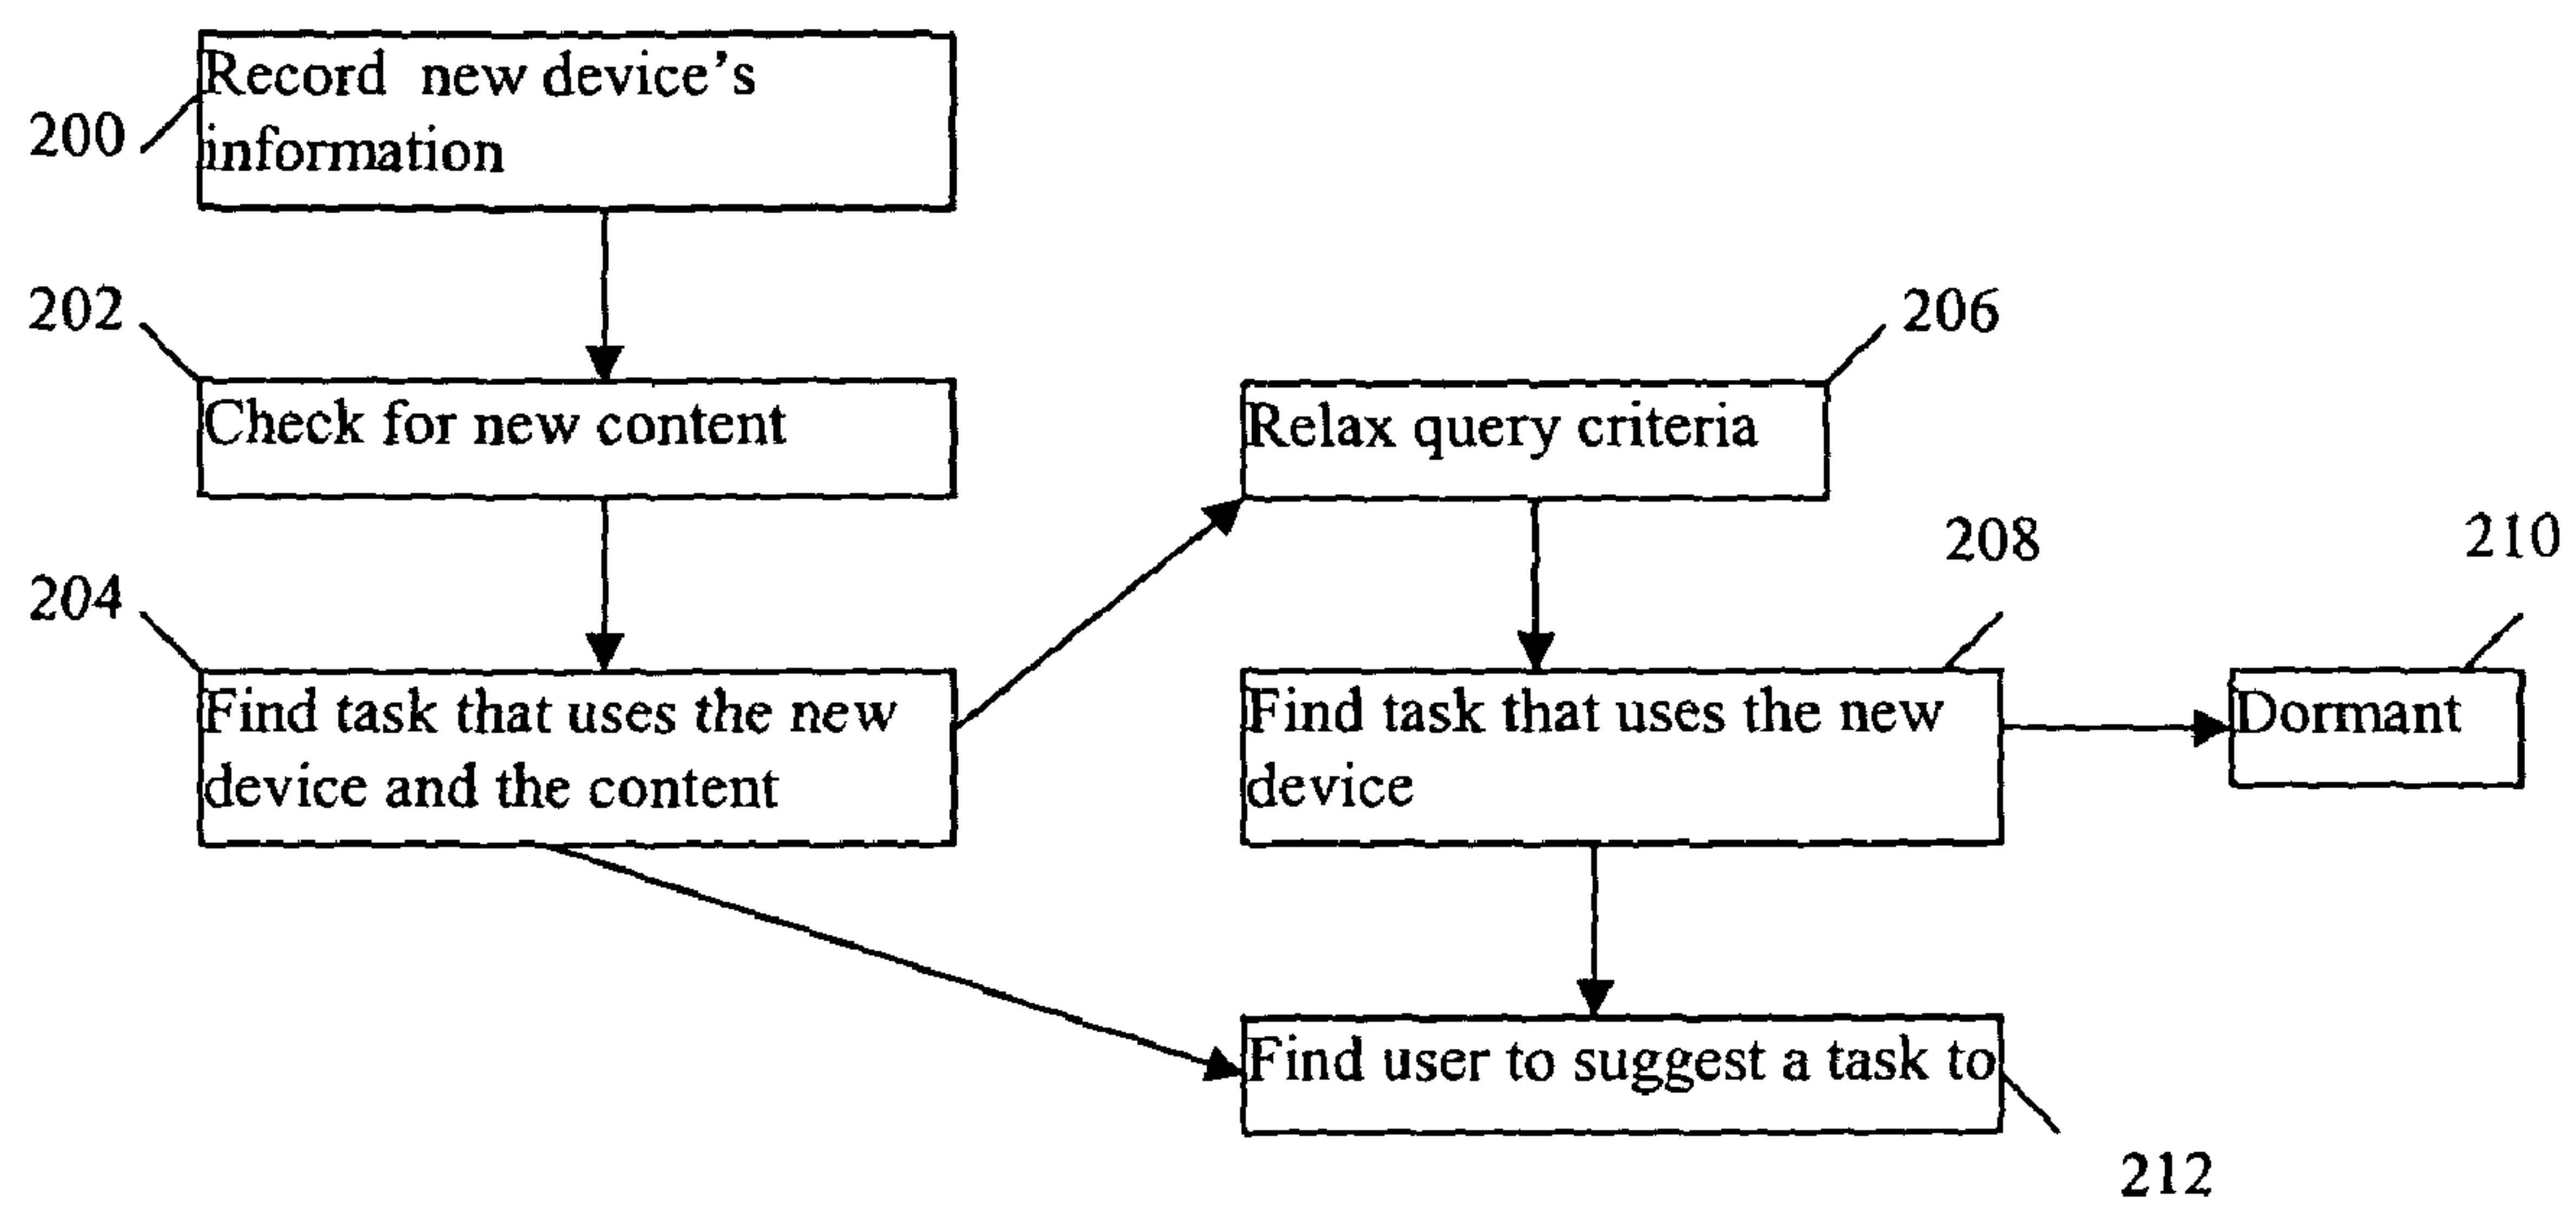 Record new device's
information
200
202
Check for new content
206
Relax query criteria
204
Find task that uses the new
device and the content
208
Find task that uses the new
device
210
Dormant
Find user to suggest a task to
212